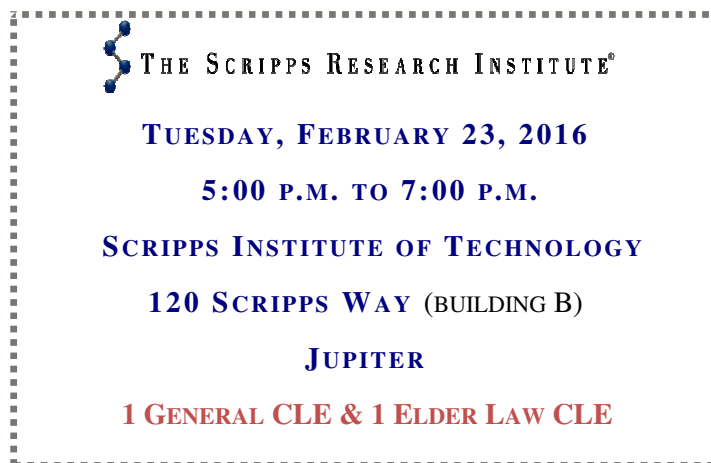 THE SCRIPPS RESEARCH INSTITUTE®
TUESDAY, FEBRUARY 23, 2016
5:00 P.M. TO 7:00 P.M.
SCRIPPS INSTITUTE OF TECHNOLOGY
120 SCRIPPS WAY (BUILDING B)
JUPITER
1 GENERAL CLE & 1 ELDER LAW CLE